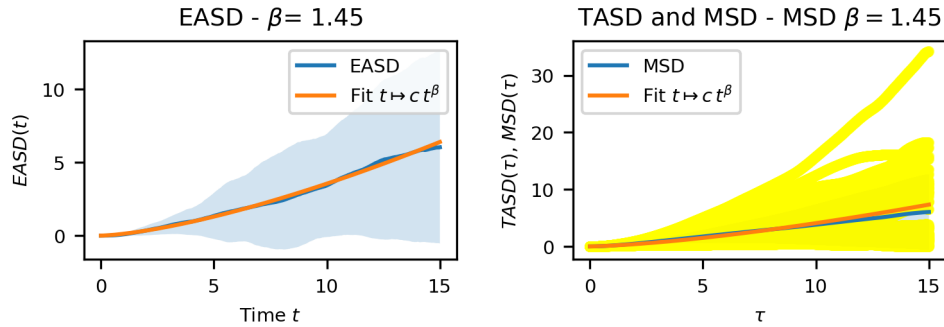 EASD - β= 1.45
EASD(t)
10
5
0
EASD
Fit t ↦ c t^β
0 5 10 15
Time t
TASD and MSD - MSD β = 1.45
TASD(τ), MSD(τ)
30
20
10
0
MSD
Fit t ↦ c t^β
0 5 10 15
τ